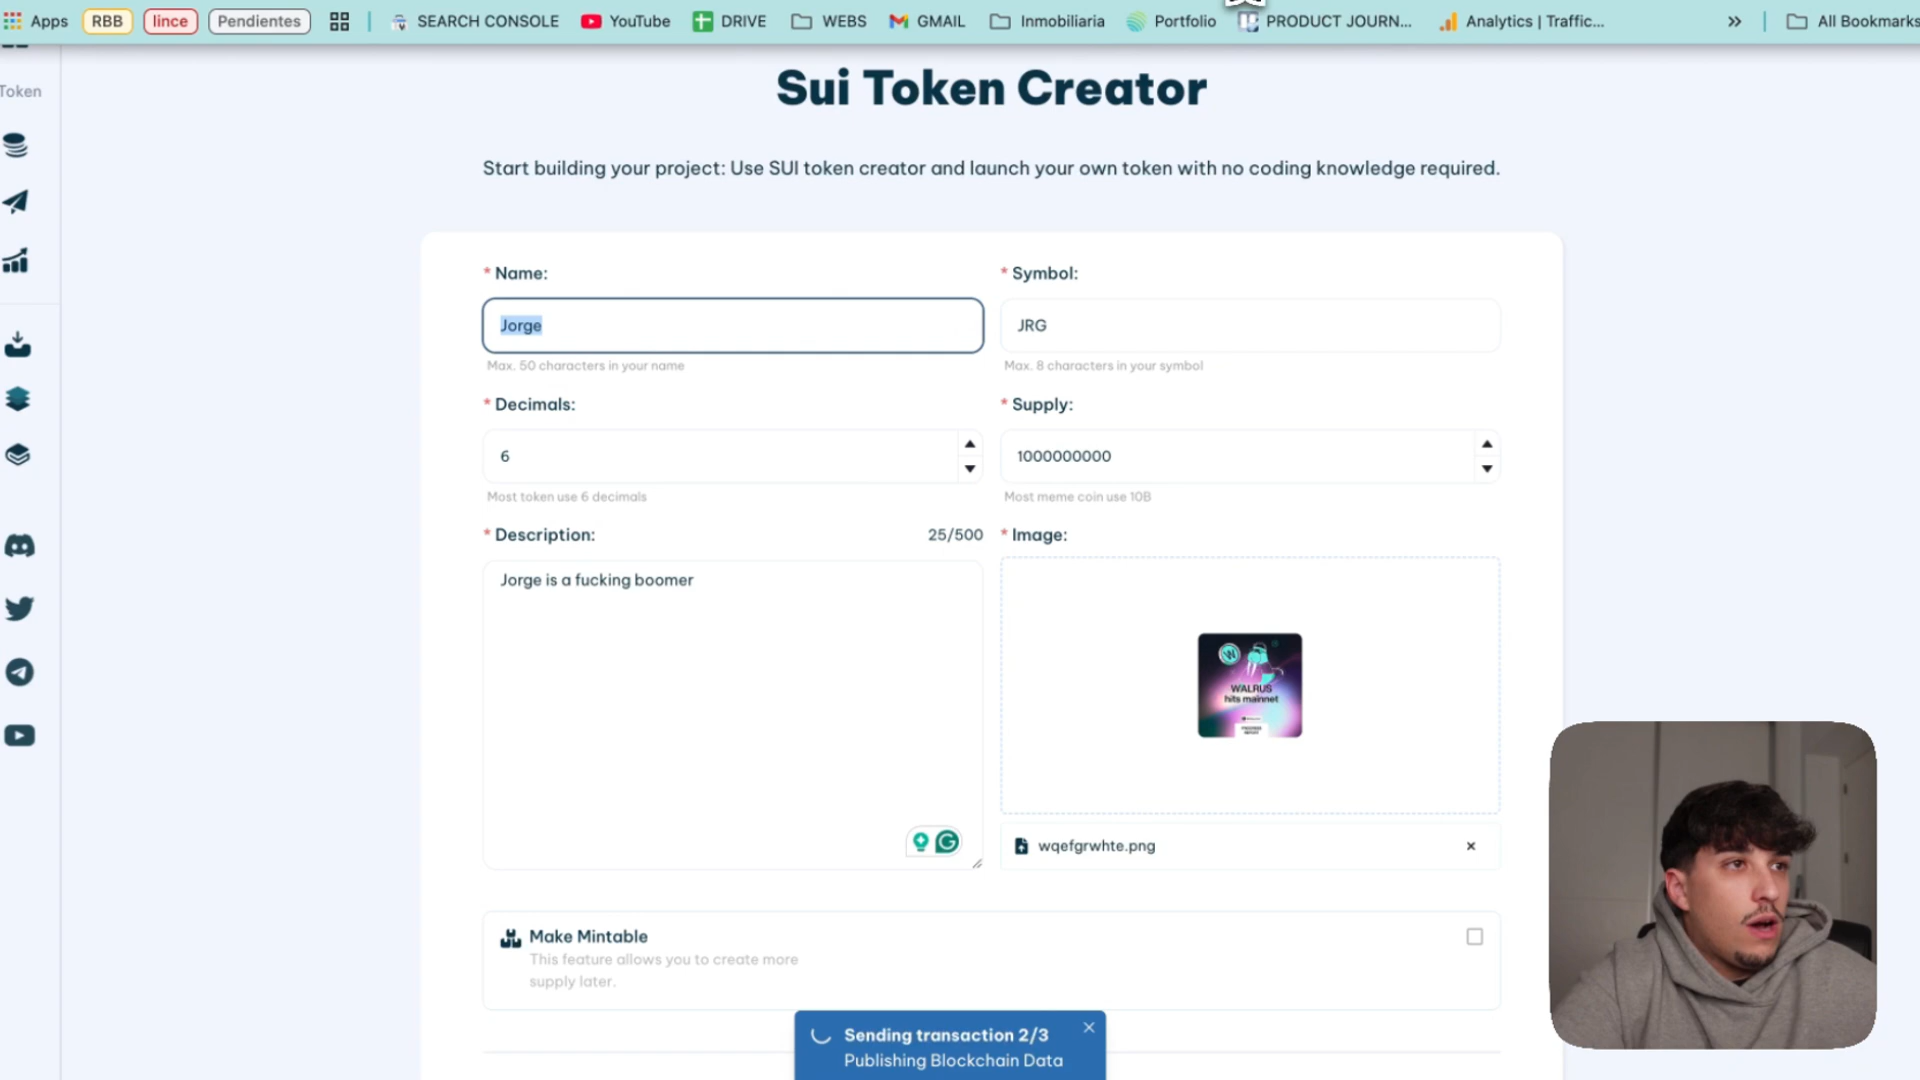 Apps RBB lince Pendientes SEARCH CONSOLE YouTube DRIVE WEBS GMAIL Inmobiliaria Portfolio PRODUCT JOURN... Analytics | Traffic... » All Bookmarks
Token
Sui Token Creator
Start building your project: Use SUI token creator and launch your own token with no coding knowledge required.
* Name:
* Symbol:
Jorge
JRG
Max. 50 characters in your name
Max. 8 characters in your symbol
* Decimals:
* Supply:
6
1000000000
Most token use 6 decimals
Most meme coin use 10B
* Description:
25/500
* Image:
Jorge is a fucking boomer
WALRUS
hits mainnet
wqefgrwhte.png
Make Mintable
This feature allows you to create more
supply later.
Sending transaction 2/3
Publishing Blockchain Data